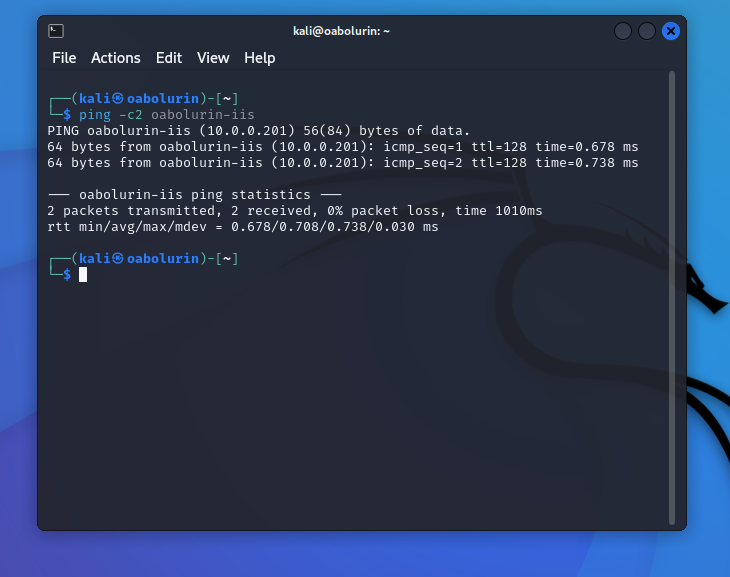 kali@oabolurin: ~
File Actions Edit View Help
┌──(kali㉿oabolurin)-[~]
└─$ ping -c2 oabolurin-iis
PING oabolurin-iis (10.0.0.201) 56(84) bytes of data.
64 bytes from oabolurin-iis (10.0.0.201): icmp_seq=1 ttl=128 time=0.678 ms
64 bytes from oabolurin-iis (10.0.0.201): icmp_seq=2 ttl=128 time=0.738 ms
--- oabolurin-iis ping statistics ---
2 packets transmitted, 2 received, 0% packet loss, time 1010ms
rtt min/avg/max/mdev = 0.678/0.708/0.738/0.030 ms
┌──(kali㉿oabolurin)-[~]
└─$